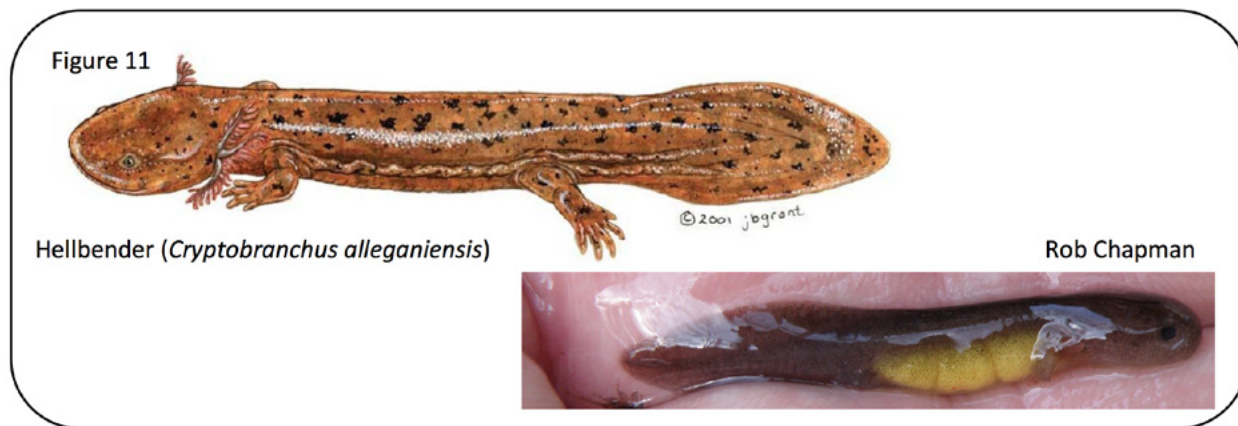 Figure 11
© 2001 jbgrant
Hellbender (Cryptobranchus alleganiensis)
Rob Chapman